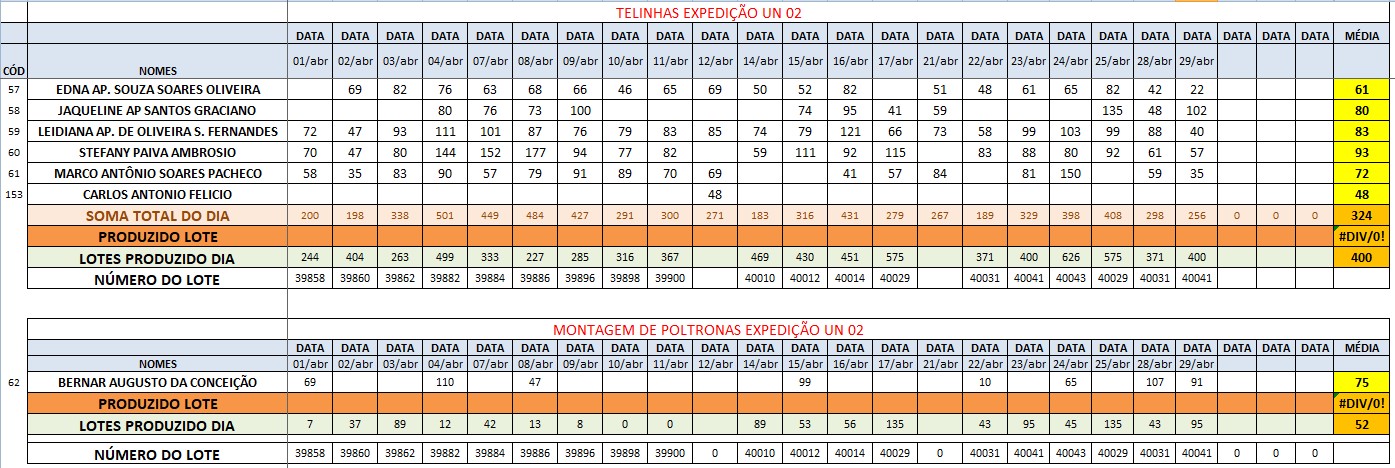 TELINHAS EXPEDIÇÃO UN 02
DATA DATA DATA DATA DATA DATA DATA DATA DATA DATA DATA DATA DATA DATA DATA DATA DATA DATA DATA DATA DATA DATA DATA DATA MÉDIA
CÓD NOMES 01/abr 02/abr 03/abr 04/abr 07/abr 08/abr 09/abr 10/abr 11/abr 12/abr 14/abr 15/abr 16/abr 17/abr 21/abr 22/abr 23/abr 24/abr 25/abr 28/abr 29/abr
57 EDNA AP. SOUZA SOARES OLIVEIRA 69 82 76 63 68 66 46 65 69 50 52 82 51 48 61 65 82 42 22 61
58 JAQUELINE AP SANTOS GRACIANO 80 76 73 100 74 95 41 59 125 48 102 80
59 LEIDIANA AP. DE OLIVEIRA S. FERNANDES 72 47 93 111 101 87 76 79 83 85 74 79 121 66 73 58 99 103 99 88 40 83
60 STEFANY PAIVA AMBROSIO 70 47 80 144 152 177 94 77 82 59 111 92 115 83 88 80 92 61 57 93
61 MARCO ANTÔNIO SOARES PACHECO 58 35 83 90 57 79 91 89 70 69 41 57 84 81 150 59 35 72
153 CARLOS ANTONIO FELICIO 48 48
SOMA TOTAL DO DIA 200 198 338 501 449 484 427 291 300 271 183 316 431 279 267 189 329 398 408 298 256 0 0 0 324
PRODUZIDO LOTE #DIV/0!
LOTES PRODUZIDO DIA 244 404 263 499 333 227 285 316 367 469 430 451 575 371 400 626 575 371 400 400
NÚMERO DO LOTE 39858 39860 39862 39882 39884 39886 39896 39898 39900 40010 40012 40014 40029 40031 40041 40043 40029 40031 40041
MONTAGEM DE POLTRONAS EXPEDIÇÃO UN 02
DATA DATA DATA DATA DATA DATA DATA DATA DATA DATA DATA DATA DATA DATA DATA DATA DATA DATA DATA DATA DATA DATA DATA DATA MÉDIA
NOMES 01/abr 02/abr 03/abr 04/abr 07/abr 08/abr 09/abr 10/abr 11/abr 12/abr 14/abr 15/abr 16/abr 17/abr 21/abr 22/abr 23/abr 24/abr 25/abr 28/abr 29/abr
62 BERNAR AUGUSTO DA CONCEIÇÃO 69 110 47 99 10 65 107 91 75
PRODUZIDO LOTE #DIV/0!
LOTES PRODUZIDO DIA 7 37 89 12 42 13 8 0 0 89 53 56 135 43 95 45 135 43 95 52
NÚMERO DO LOTE 39858 39860 39862 39882 39884 39886 39896 39898 39900 0 40010 40012 40014 40029 0 40031 40041 40043 40029 40031 40041 0 0 0